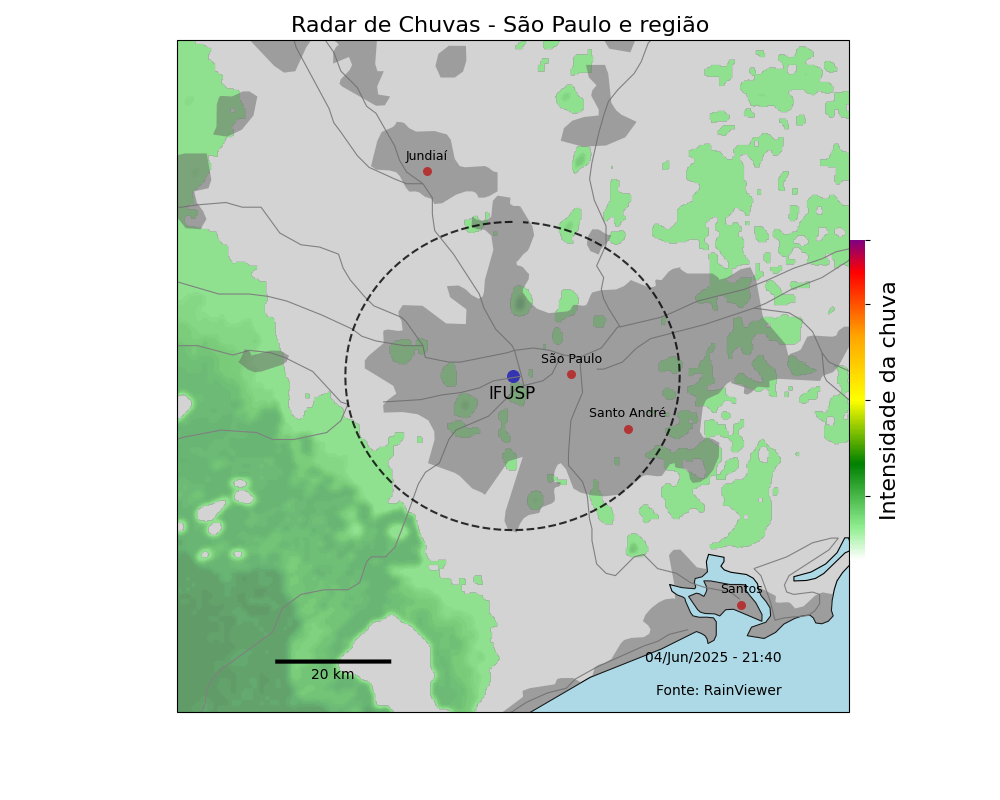 Radar de Chuvas - São Paulo e região
Jundiaí
São Paulo
IFUSP
Santo André
Santos
04/Jun/2025 - 21:40
20 km
Fonte: RainViewer
Intensidade da chuva